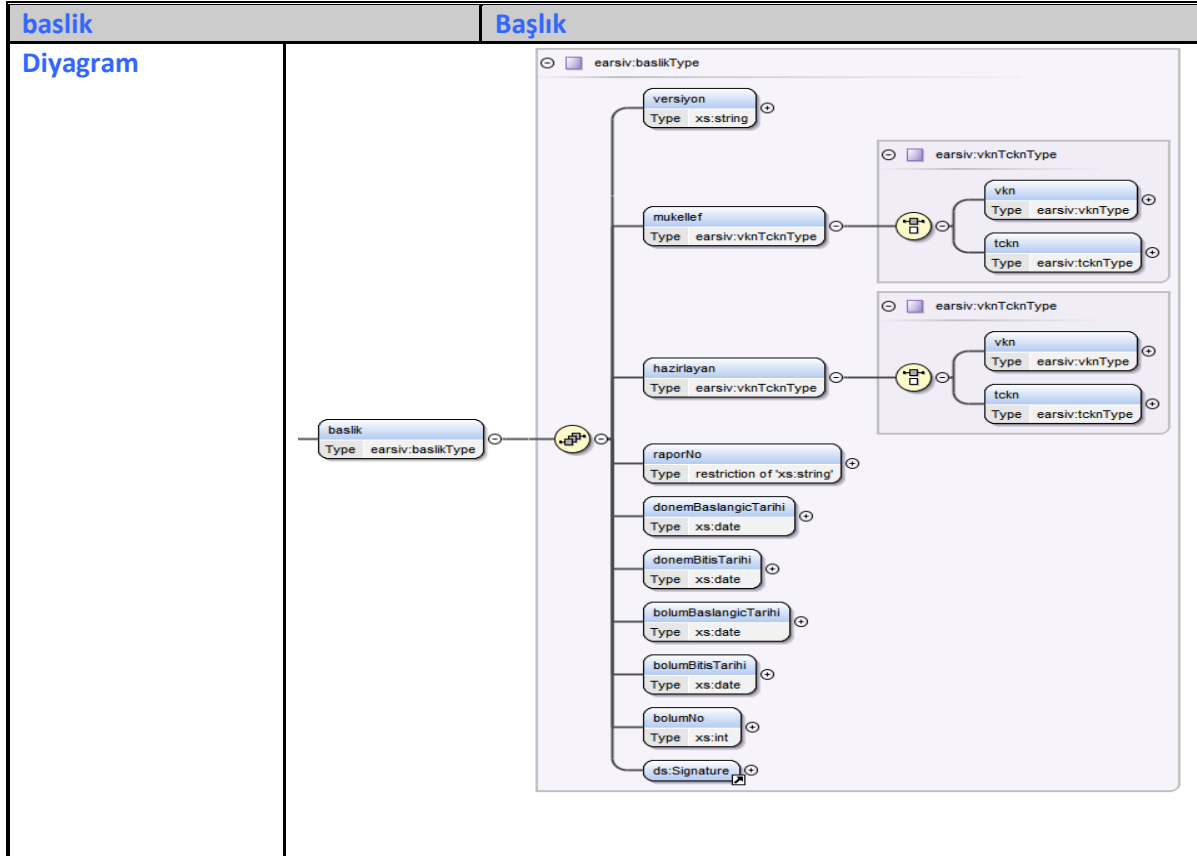 baslik Başlık
Diyagram
earsiv:baslikType
versiyon
Type xs:string
earsiv:vknTcknType
vkn
Type earsiv:vknType
mukellef
Type earsiv:vknTcknType
tckn
Type earsiv:tcknType
earsiv:vknTcknType
vkn
Type earsiv:vknType
hazirlayan
Type earsiv:vknTcknType
tckn
Type earsiv:tcknType
baslik
Type earsiv:baslikType
raporNo
Type restriction of 'xs:string'
donemBaslangicTarihi
Type xs:date
donemBitisTarihi
Type xs:date
bolumBaslangicTarihi
Type xs:date
bolumBitisTarihi
Type xs:date
bolumNo
Type xs:int
ds:Signature